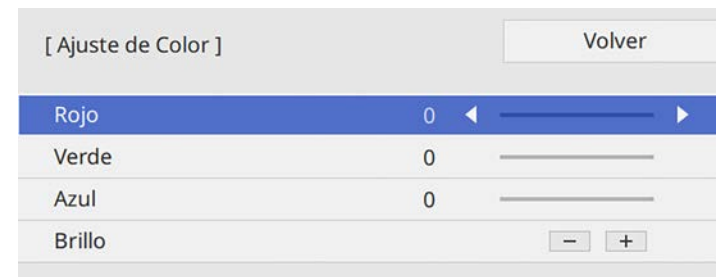 [ Ajuste de Color ] Volver
Rojo 0
Verde 0
Azul 0
Brillo − +